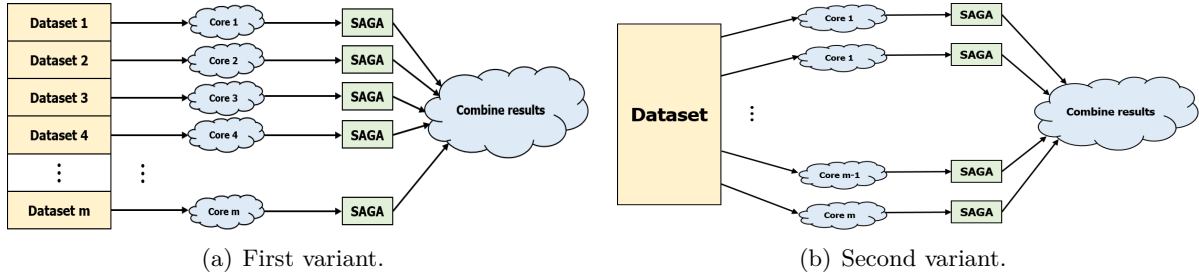 Dataset 1 Core 1 SAGA
Dataset 2 Core 2 SAGA
Dataset 3 Core 3 SAGA
Dataset 4 Core 4 SAGA
Dataset m Core m SAGA
Combine results
(a) First variant.
Dataset
Core 1 SAGA
Core 1 SAGA
Core m-1 SAGA
Core m SAGA
Combine results
(b) Second variant.